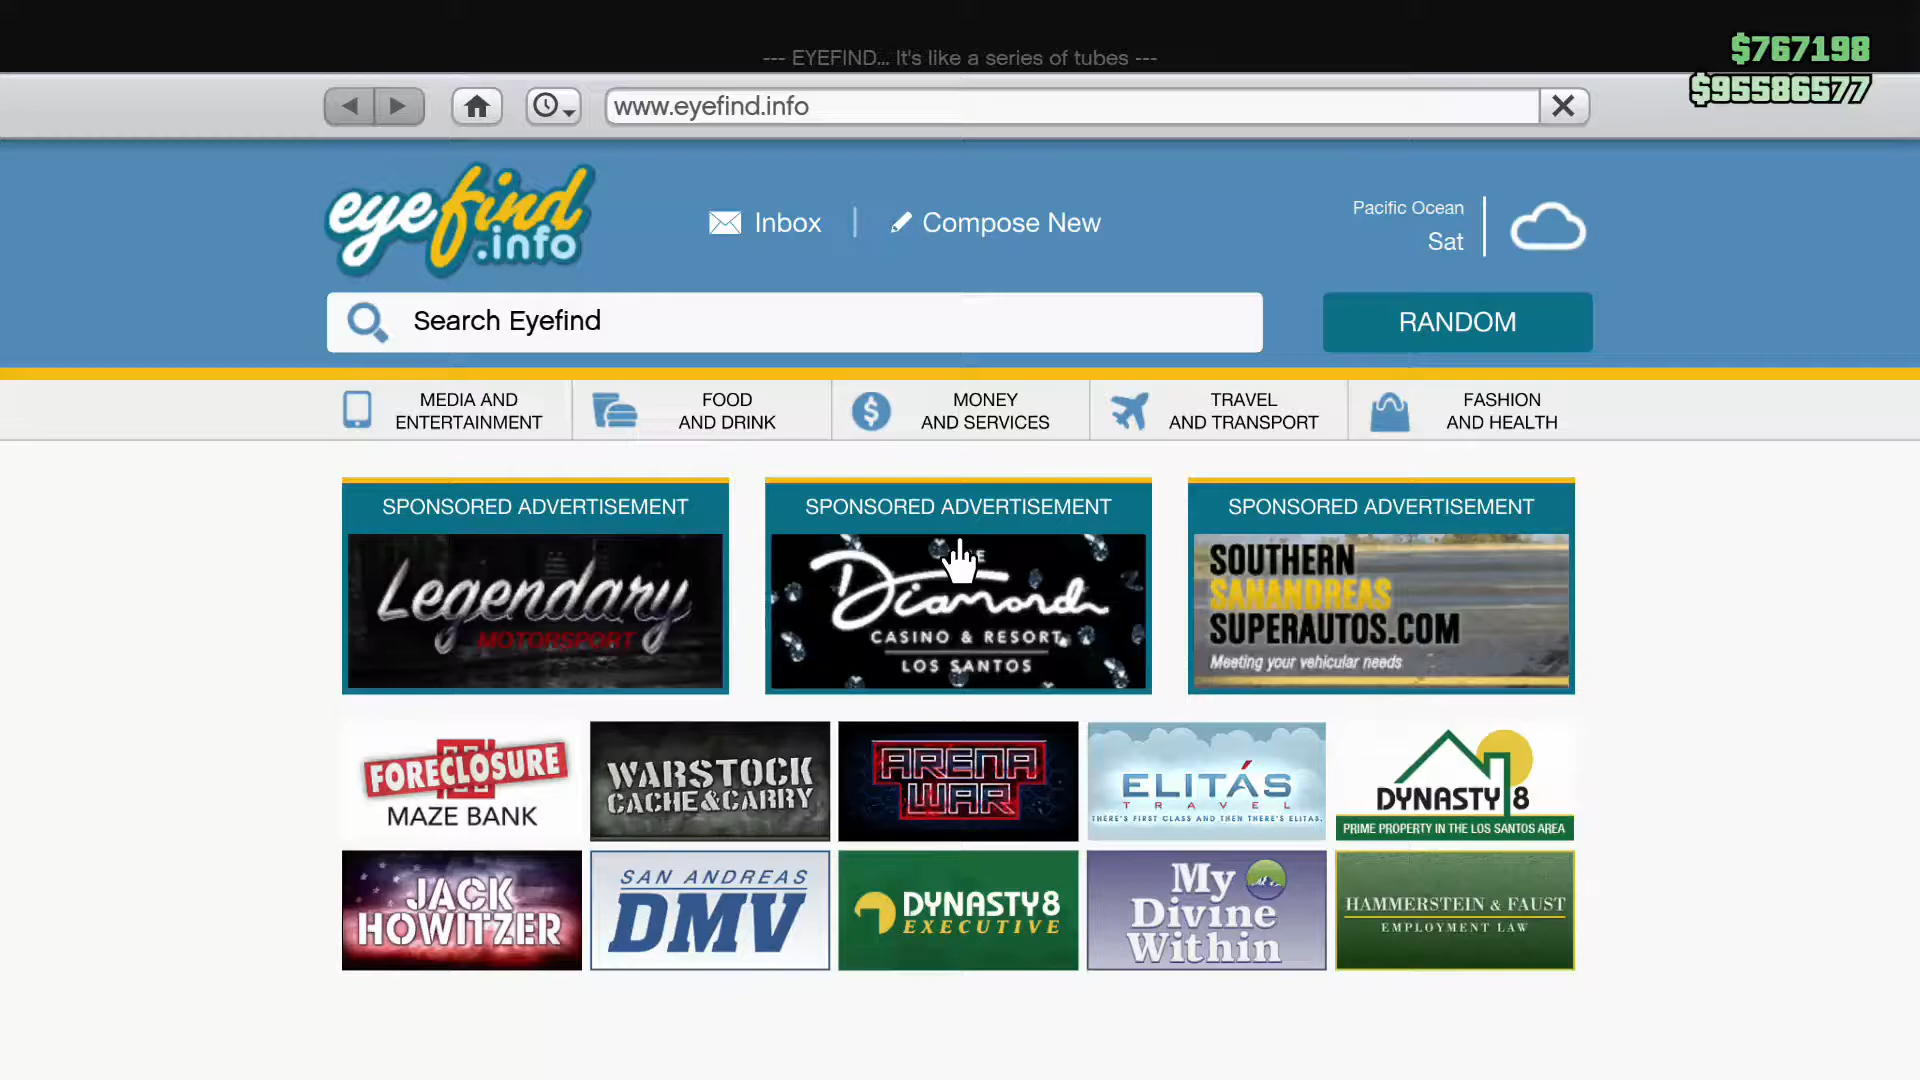 --- EYEFIND... It's like a series of tubes ---
$767198
$95586577
www.eyefind.info
eyefind
.info
Inbox
Compose New
Pacific Ocean
Sat
Search Eyefind
RANDOM
MEDIA AND
ENTERTAINMENT
FOOD
AND DRINK
MONEY
AND SERVICES
TRAVEL
AND TRANSPORT
FASHION
AND HEALTH
SPONSORED ADVERTISEMENT
Legendary
MOTORSPORT
SPONSORED ADVERTISEMENT
Diamond
CASINO & RESORT
LOS SANTOS
SPONSORED ADVERTISEMENT
SOUTHERN
SANANDREAS
SUPERAUTOS.COM
Meeting your vehicular needs
FORECLOSURE
MAZE BANK
WARSTOCK
CACHE&CARRY
ARENA
WAR
ELITÁS
TRAVEL
THERE'S FIRST CLASS AND THEN THERE'S ELITAS.
DYNASTY 8
PRIME PROPERTY IN THE LOS SANTOS AREA
JACK
HOWITZER
SAN ANDREAS
DMV
DYNASTY 8
EXECUTIVE
My
Divine
Within
HAMMERSTEIN & FAUST
EMPLOYMENT LAW